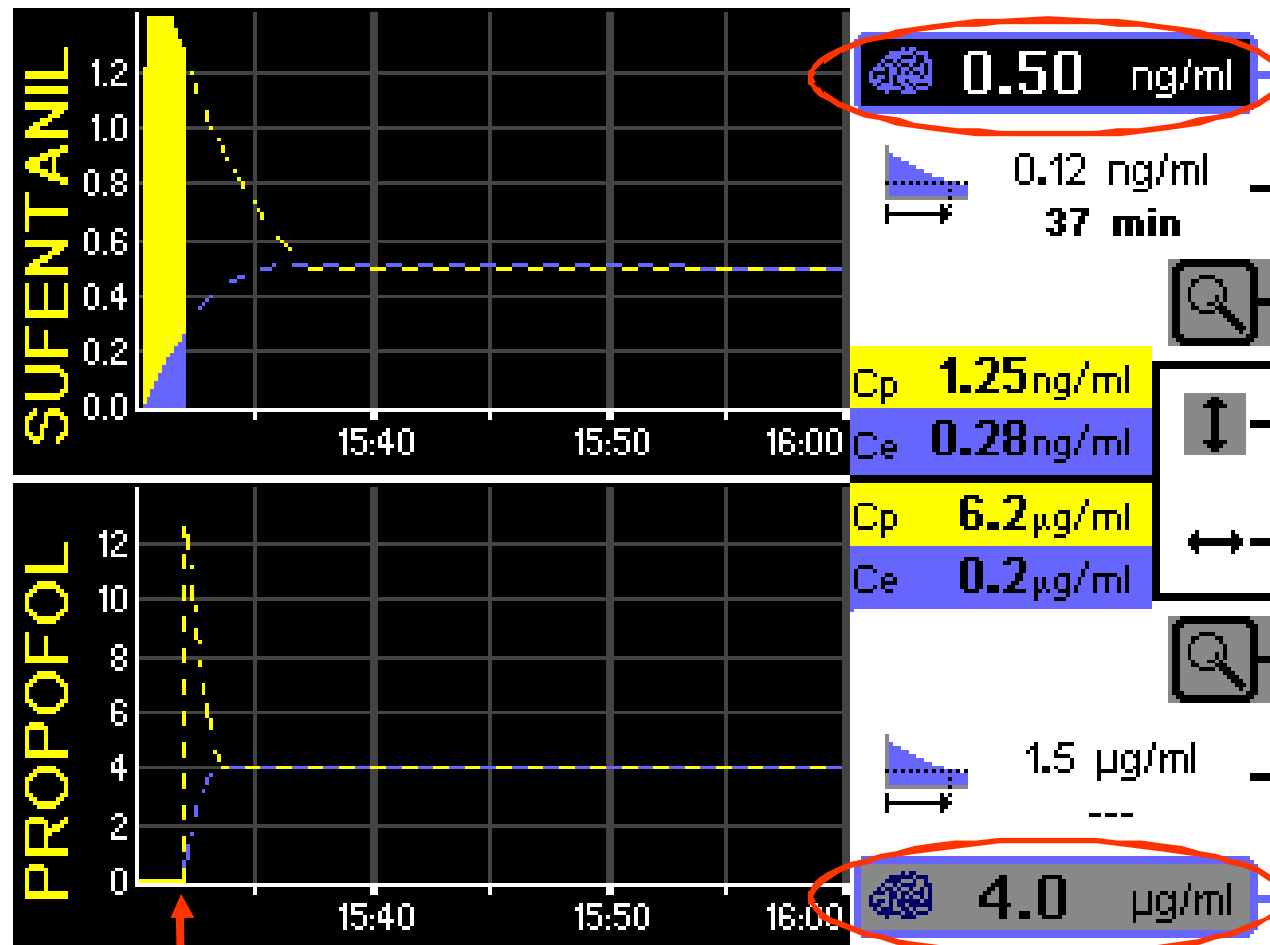 SUFENTANIL
1.2
1.0
0.8
0.6
0.4
0.2
0.0
15:40 15:50 16:00
0.50 ng/ml
0.12 ng/ml
37 min
Cp 1.25ng/ml
Ce 0.28ng/ml
Cp 6.2µg/ml
Ce 0.2µg/ml
PROPOFOL
12
10
8
6
4
2
0
15:40 15:50 16:00
1.5 µg/ml
---
4.0 µg/ml